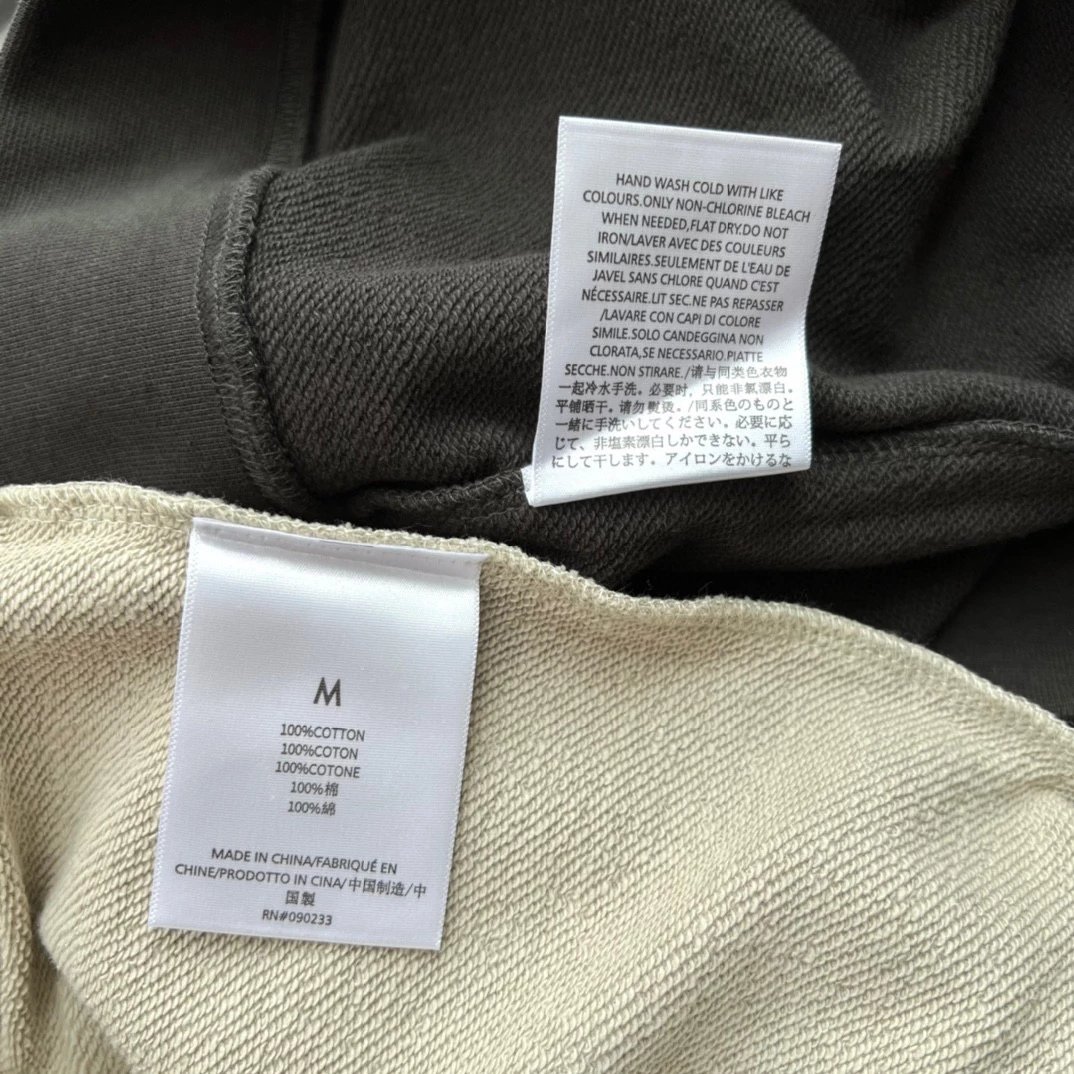 HAND WASH COLD WITH LIKE
COLOURS.ONLY NON-CHLORINE BLEACH
WHEN NEEDED,FLAT DRY.DO NOT
IRON/LAVER AVEC DES COULEURS
SIMILAIRES.SEULEMENT DE L'EAU DE
JAVEL SANS CHLORE QUAND C'EST
NÉCESSAIRE.LIT SEC.NE PAS REPASSER
/LAVARE CON CAPI DI COLORE
SIMILE.SOLO CANDEGGINA NON
CLORATA,SE NECESSARIO.PIATTE
SECCHE.NON STIRARE./请与同类色衣物
一起冷水手洗。必要时，只能非氯漂白。
平铺晒干。请勿熨烫。/同系色のものと
一緒に手洗いしてください。必要に応
じて、非塩素漂白しかできない。平ら
にして干します。アイロンをかけるな
M
100%COTTON
100%COTON
100%COTONE
100%棉
100%綿
MADE IN CHINA/FABRIQUÉ EN
CHINE/PRODOTTO IN CINA/中国制造/中
国製
RN#090233